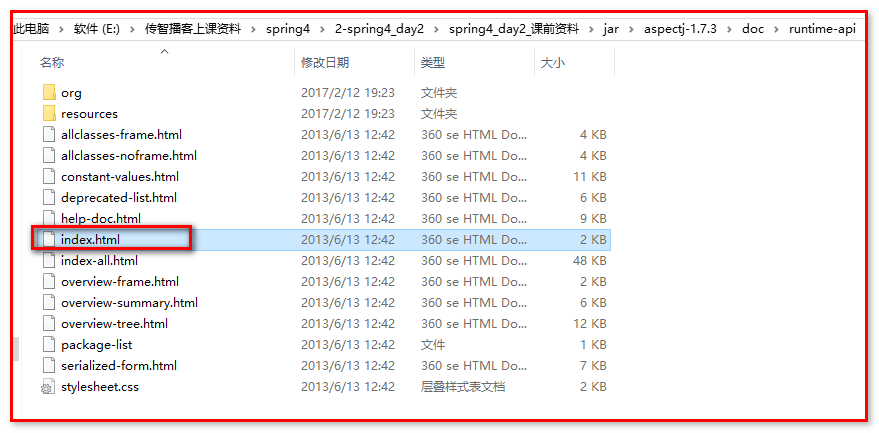 此电脑 › 软件 (E:) › 传智播客上课资料 › spring4 › 2-spring4_day2 › spring4_day2_课前资料 › jar › aspectj-1.7.3 › doc › runtime-api
名称 修改日期 类型 大小
org 2017/2/12 19:23 文件夹
resources 2017/2/12 19:23 文件夹
allclasses-frame.html 2013/6/13 12:42 360 se HTML Do... 4 KB
allclasses-noframe.html 2013/6/13 12:42 360 se HTML Do... 4 KB
constant-values.html 2013/6/13 12:42 360 se HTML Do... 11 KB
deprecated-list.html 2013/6/13 12:42 360 se HTML Do... 6 KB
help-doc.html 2013/6/13 12:42 360 se HTML Do... 9 KB
index.html 2013/6/13 12:42 360 se HTML Do... 2 KB
index-all.html 2013/6/13 12:42 360 se HTML Do... 48 KB
overview-frame.html 2013/6/13 12:42 360 se HTML Do... 2 KB
overview-summary.html 2013/6/13 12:42 360 se HTML Do... 6 KB
overview-tree.html 2013/6/13 12:42 360 se HTML Do... 12 KB
package-list 2013/6/13 12:42 文件 1 KB
serialized-form.html 2013/6/13 12:42 360 se HTML Do... 7 KB
stylesheet.css 2013/6/13 12:42 层叠样式表文档 2 KB